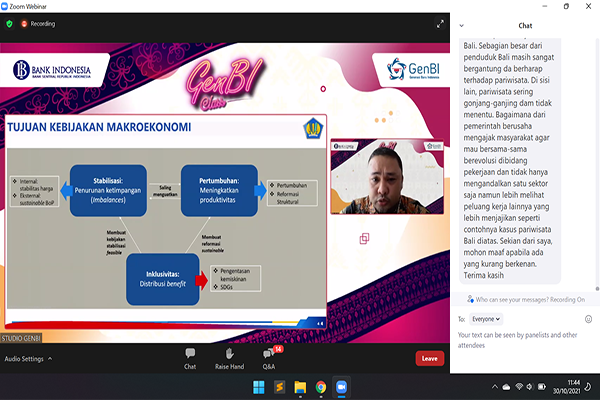 Zoom Webinar
Recording
BANK INDONESIA
BANK SENTRAL REPUBLIK INDONESIA
GenBI
Clubs
GenBI
Generasi Baru Indonesia
TUJUAN KEBIJAKAN MAKROEKONOMI
Internal:
stabilitas harga
Eksternal:
sustainable BoP
Stabilisasi:
Penurunan ketimpangan
(Imbalances)
Saling
menguatkan
Pertumbuhan:
Meningkatkan
produktivitas
Pertumbuhan
Reformasi
Struktural
Membuat
kebijakan
stabilisasi
feasible
Membuat
reformasi
sustainable
Inklusivitas:
Distribusi benefit
Pengentasan
kemiskinan
SDGs
STUDIO GENBI
BANK INDONESIA
GenBI
Chat
Bali. Sebagian besar dari
penduduk Bali masih sangat
bergantung da berharap
terhadap pariwisata. Di sisi
lain, pariwisata sering
gonjang-ganjing dam tidak
menentu. Bagaimana dari
pemerintah berusaha
mengajak masyarakat agar
mau bersama-sama
berevolusi dibidang
pekerjaan dan tidak hanya
mengandalkan satu sektor
saja namun lebih melihat
peluang kerja lainnya yang
lebih menjajikan seperti
contohnya kasus pariwisata
Bali diatas. Sekian dari saya,
mohon maaf apabila ada
yang kurang berkenan.
Terima kasih
Who can see your messages? Recording On
To: Everyone
Your text can be seen by panelists and other
attendees
Audio Settings
Chat
Raise Hand
Q&A
Leave
11:44
30/10/2021